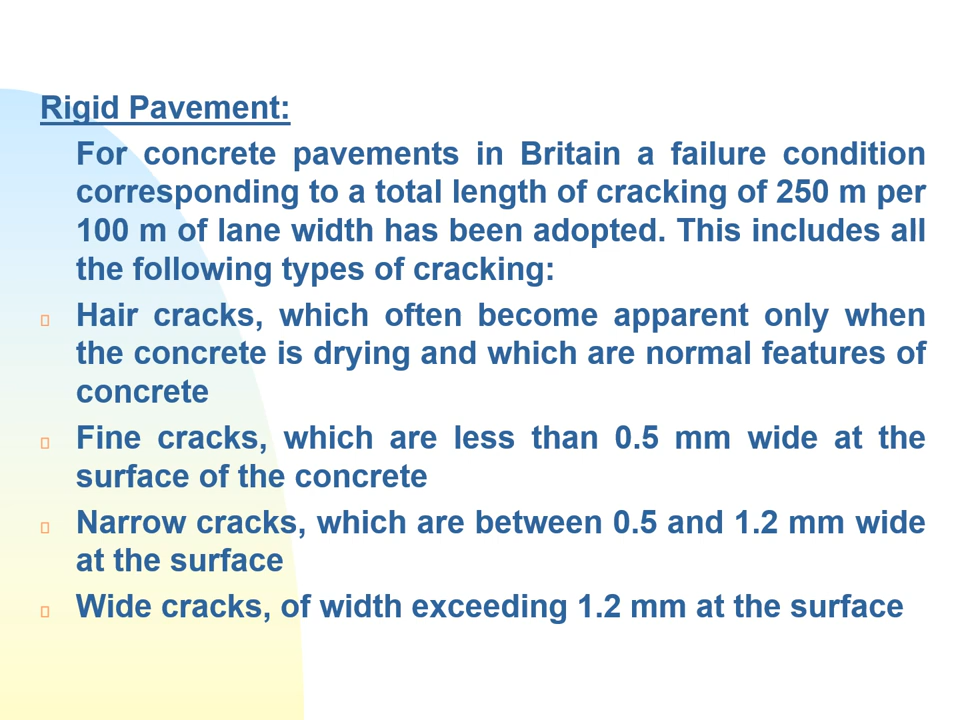 Rigid Pavement:
For concrete pavements in Britain a failure condition
corresponding to a total length of cracking of 250 m per
100 m of lane width has been adopted. This includes all
the following types of cracking:
Hair cracks, which often become apparent only when
the concrete is drying and which are normal features of
concrete
Fine cracks, which are less than 0.5 mm wide at the
surface of the concrete
Narrow cracks, which are between 0.5 and 1.2 mm wide
at the surface
Wide cracks, of width exceeding 1.2 mm at the surface